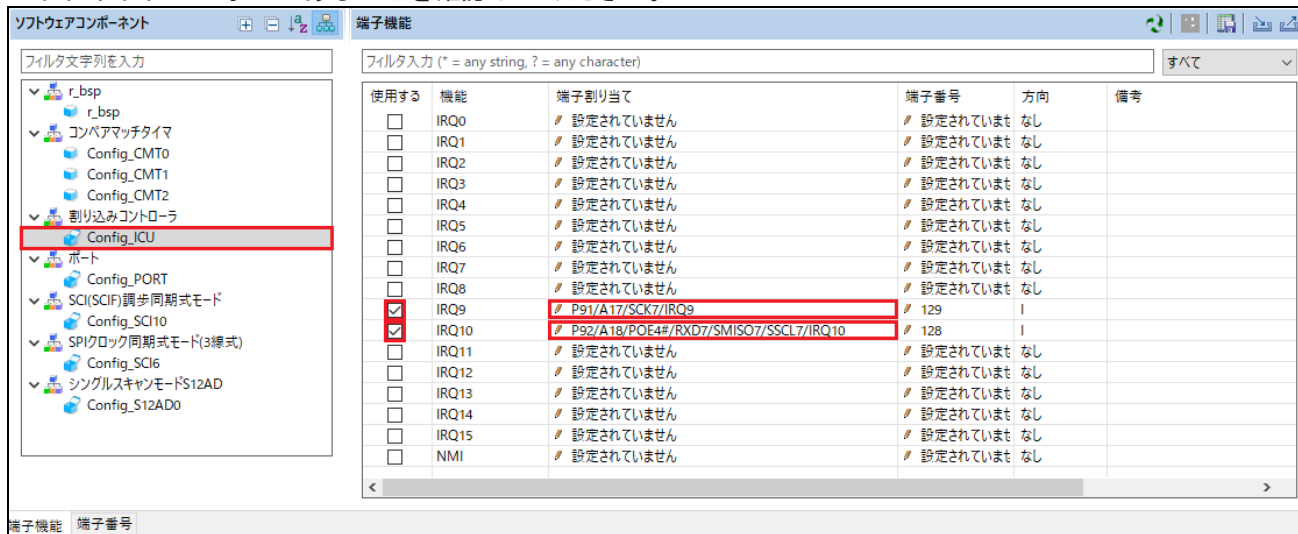 ソフトウェアコンポーネント
端子機能
フィルタ文字列を入力
フィルタ入力 (* = any string, ? = any character)
すべて
r_bsp
r_bsp
コンペアマッチタイマ
Config_CMT0
Config_CMT1
Config_CMT2
割り込みコントローラ
Config_ICU
ポート
Config_PORT
SCI(SCIF)調歩同期式モード
Config_SCI10
SPIクロック同期式モード(3線式)
Config_SCI6
シングルスキャンモードS12AD
Config_S12AD0
使用する 機能 端子割り当て 端子番号 方向 備考
IRQ0 設定されていません 設定されていませ なし
IRQ1 設定されていません 設定されていませ なし
IRQ2 設定されていません 設定されていませ なし
IRQ3 設定されていません 設定されていませ なし
IRQ4 設定されていません 設定されていませ なし
IRQ5 設定されていません 設定されていませ なし
IRQ6 設定されていません 設定されていませ なし
IRQ7 設定されていません 設定されていませ なし
IRQ8 設定されていません 設定されていませ なし
IRQ9 P91/A17/SCK7/IRQ9 129 I
IRQ10 P92/A18/POE4#/RXD7/SMISO7/SSCL7/IRQ10 128 I
IRQ11 設定されていません 設定されていませ なし
IRQ12 設定されていません 設定されていませ なし
IRQ13 設定されていません 設定されていませ なし
IRQ14 設定されていません 設定されていませ なし
IRQ15 設定されていません 設定されていませ なし
NMI 設定されていません 設定されていませ なし
端子機能 端子番号